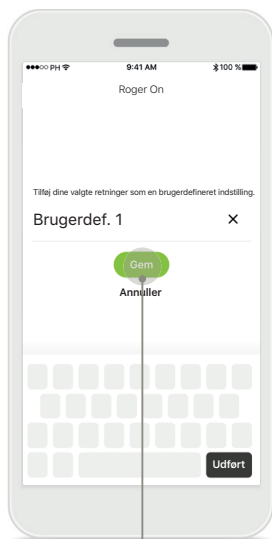 PH 9:41 AM 100 %
Roger On
Tilføj dine valgte retninger som en brugerdefineret indstilling.
Brugerdef. 1 ×
Gem
Annuller
Udført